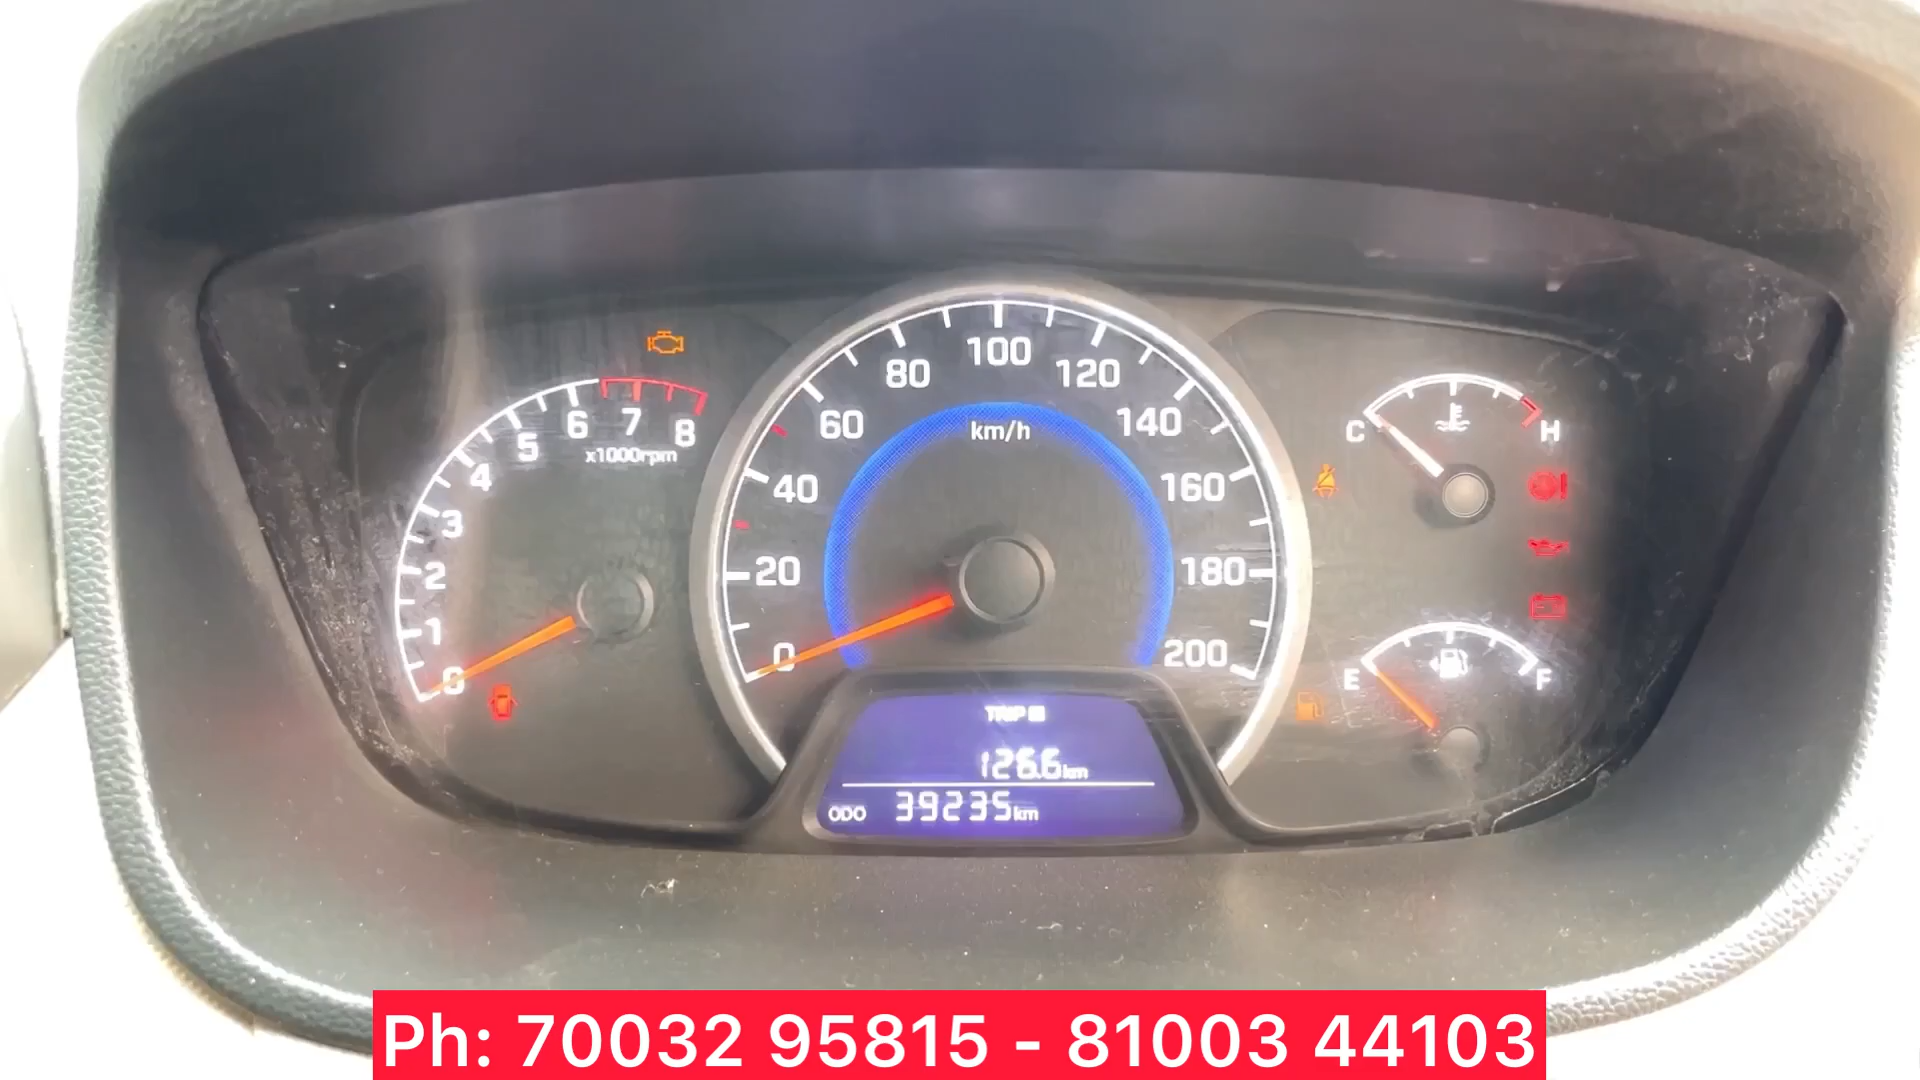 0 1 2 3 4 5 6 7 8
x1000rpm
0 20 40 60 80 100 120 140 160 180 200
km/h
C H
E F
TRIP
126.6km
ODO 39235km
Ph: 70032 95815 - 81003 44103